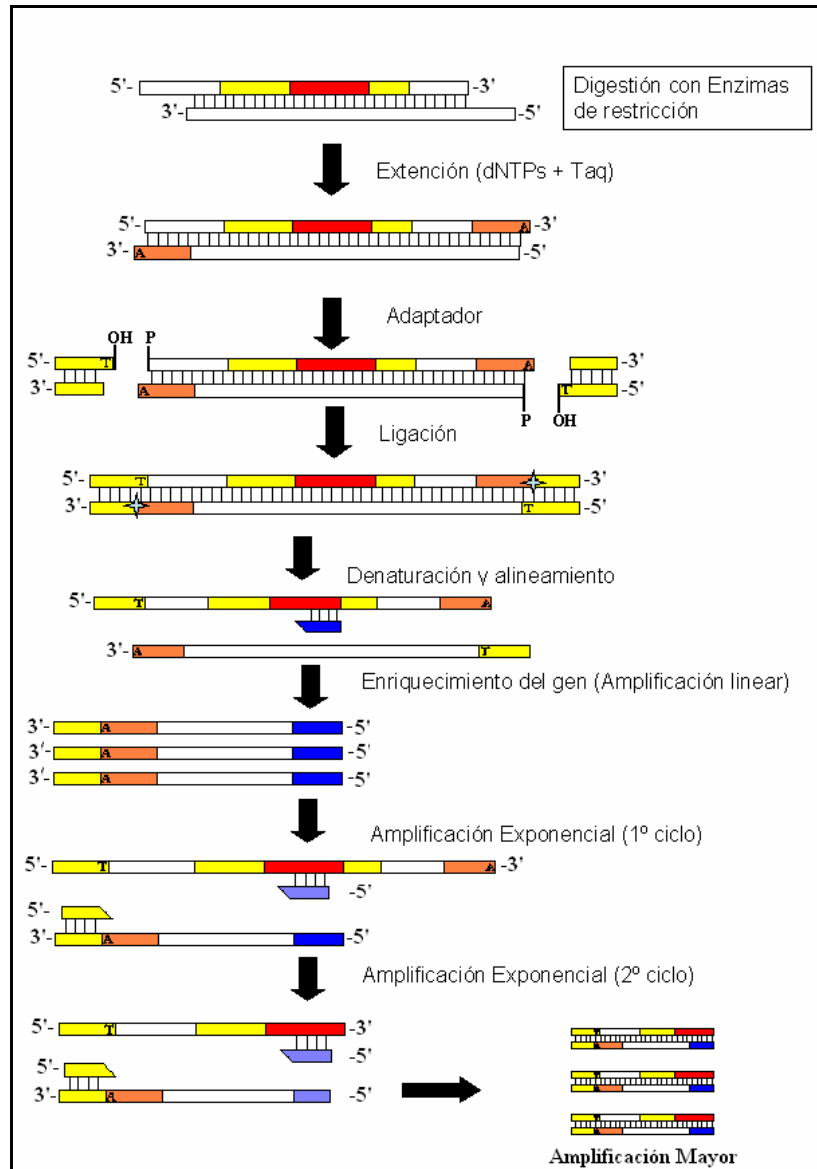 5'- -3'
3'- -5'
Digestión con Enzimas
de restricción
Extención (dNTPs + Taq)
5'- A -3'
3'- A -5'
Adaptador
OH P
5'- T A -3'
3'- A T -5'
P OH
Ligación
5'- T -3'
3'- T -5'
Denaturación y alineamiento
5'- T A
3'- A T
Enriquecimiento del gen (Amplificación linear)
3'- A -5'
3'- A -5'
3'- A -5'
Amplificación Exponencial (1º ciclo)
5'- T A -3'
-5'
5'-
3'- A -5'
Amplificación Exponencial (2º ciclo)
5'- T -3'
-5'
5'-
3'- A -5'
Amplificación Mayor